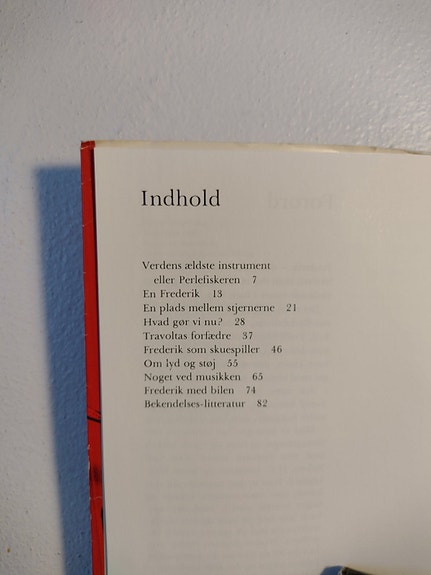 Indhold
Verdens ældste instrument
eller Perlefiskeren 7
En Frederik 13
En plads mellem stjernerne 21
Hvad gør vi nu? 28
Travoltas forfædre 37
Frederik som skuespiller 46
Om lyd og støj 55
Noget ved musikken 65
Frederik med bilen 74
Bekendelses-litteratur 82